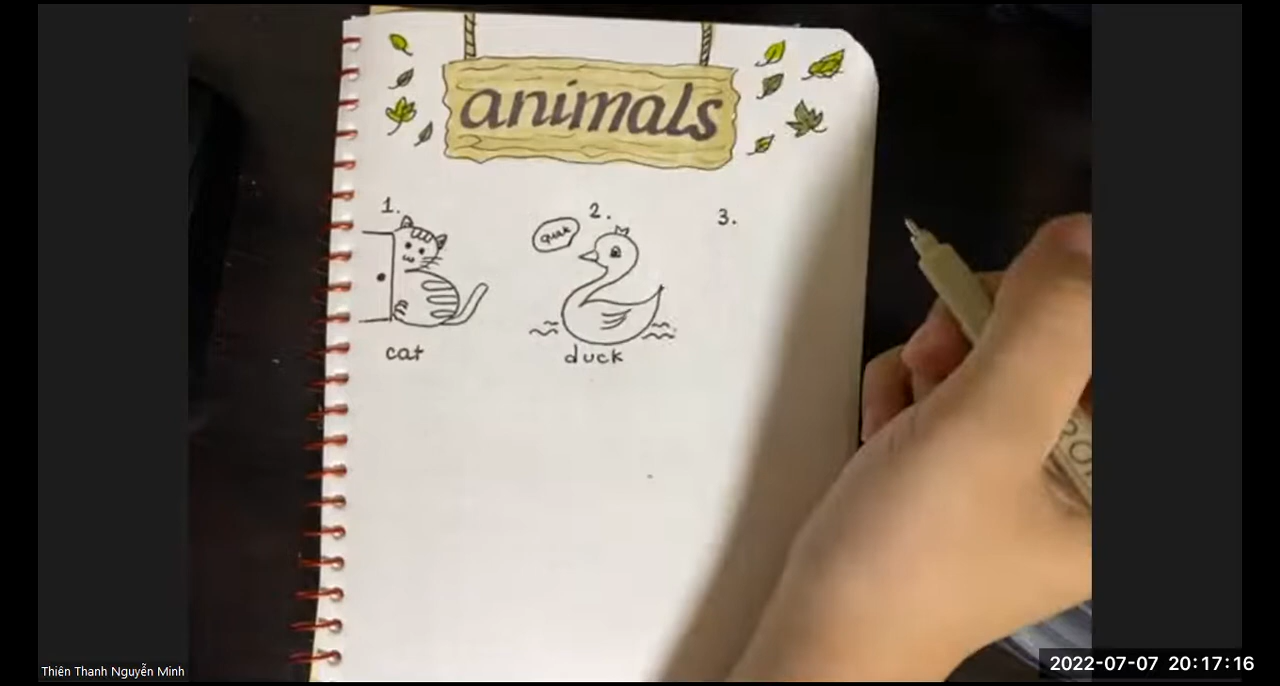 animals
1.
2.
3.
quak
cat
duck
Thiên Thanh Nguyễn Minh
2022-07-07 20:17:16